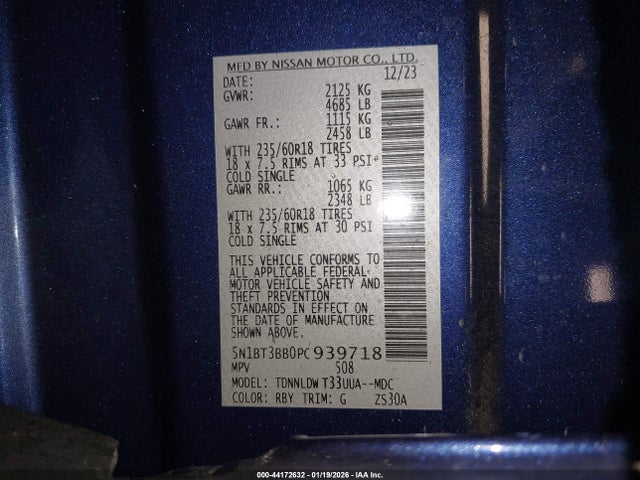 MFD BY NISSAN MOTOR CO., LTD.
DATE: 12/23
GVWR: 2125 KG
4685 LB
GAWR FR.: 1115 KG
2458 LB
WITH 235/60R18 TIRES
18 x 7.5 RIMS AT 33 PSI
COLD SINGLE
GAWR RR.: 1065 KG
2348 LB
WITH 235/60R18 TIRES
18 x 7.5 RIMS AT 30 PSI
COLD SINGLE
THIS VEHICLE CONFORMS TO
ALL APPLICABLE FEDERAL
MOTOR VEHICLE SAFETY AND
THEFT PREVENTION
STANDARDS IN EFFECT ON
THE DATE OF MANUFACTURE
SHOWN ABOVE.
5N1BT3BB0PC939718
MPV 508
MODEL: TDNNLDW T33UUA--MDC
COLOR: RBY TRIM: G ZS30A
000-44172632 - 01/19/2026 - IAA Inc.